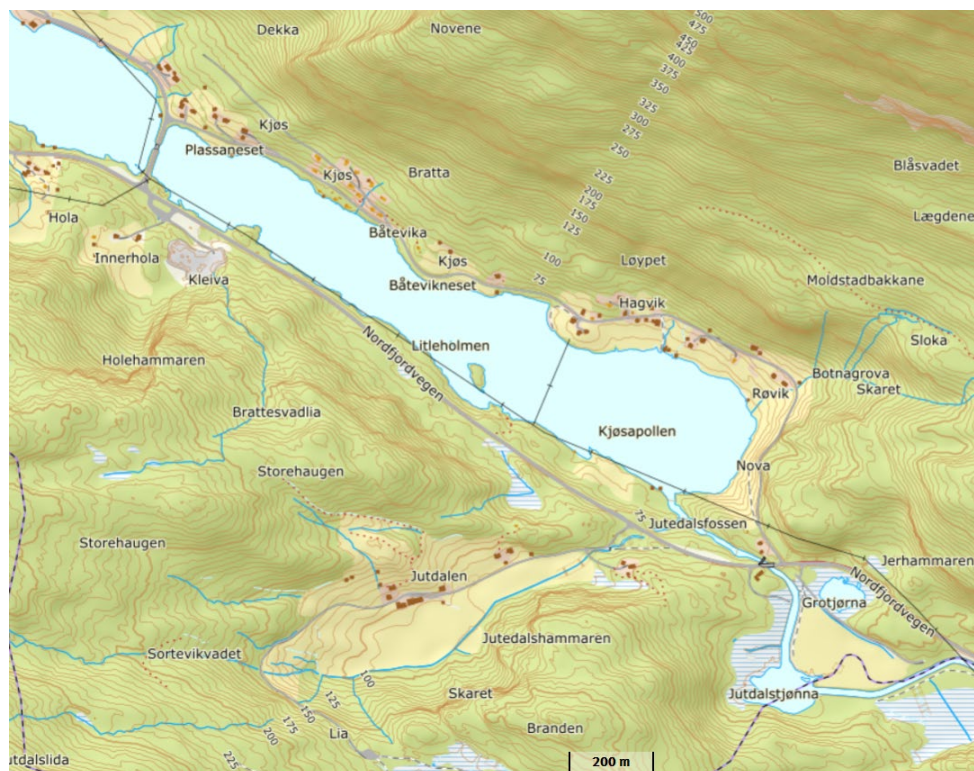 Dekka
Novene
500
475
450
425
400
375
350
325
300
275
250
225
200
175
150
125
100
75
Kjøs
Plassaneset
Kjøs
Bratta
Blåsvadet
Hola
Lægdene
Båtevika
Innerhola
Kjøs
Løypet
Kleiva
Båtevikneset
Moldstadbakkane
Hagvik
Nordfjordvegen
Litleholmen
Sloka
Holehammaren
Botnagrova
Skaret
Røvik
Brattesvadlia
Kjøsapollen
Storehaugen
Nova
75
Jutedalsfossen
Storehaugen
Jerhammaren
Jutdalen
Nordfjordvegen
Grotjørna
Jutedalshammaren
Sortevikvadet
100
125
150
175
200
225
Skaret
Jutdalstjønna
Lia
Branden
utdalslida
200 m